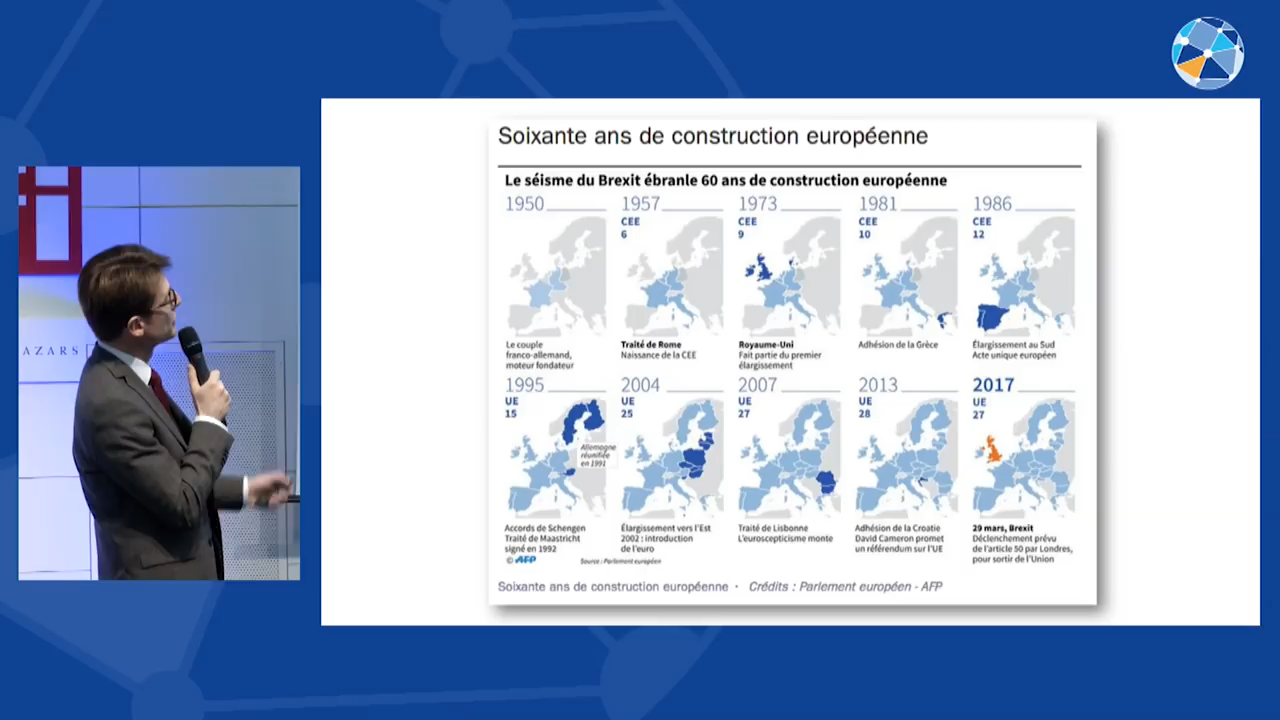 Soixante ans de construction européenne
Le séisme du Brexit ébranle 60 ans de construction européenne
1950
Le couple
franco-allemand,
moteur fondateur
1957
CEE
6
Traité de Rome
Naissance de la CEE
1973
CEE
9
Royaume-Uni
Fait partie du premier
élargissement
1981
CEE
10
Adhésion de la Grèce
1986
CEE
12
Élargissement au Sud
Acte unique européen
1995
UE
15
Allemagne
réunifiée
en 1991
Accords de Schengen
Traité de Maastricht
signé en 1992
2004
UE
25
Élargissement vers l'Est
2002 : introduction
de l'euro
2007
UE
27
Traité de Lisbonne
L'euroscepticisme monte
2013
UE
28
Adhésion de la Croatie
David Cameron promet
un référendum sur l'UE
2017
UE
27
29 mars, Brexit
Déclenchement prévu
de l'article 50 par Londres,
pour sortir de l'Union
© AFP
Source : Parlement européen
Soixante ans de construction européenne · Crédits : Parlement européen - AFP
AZARS